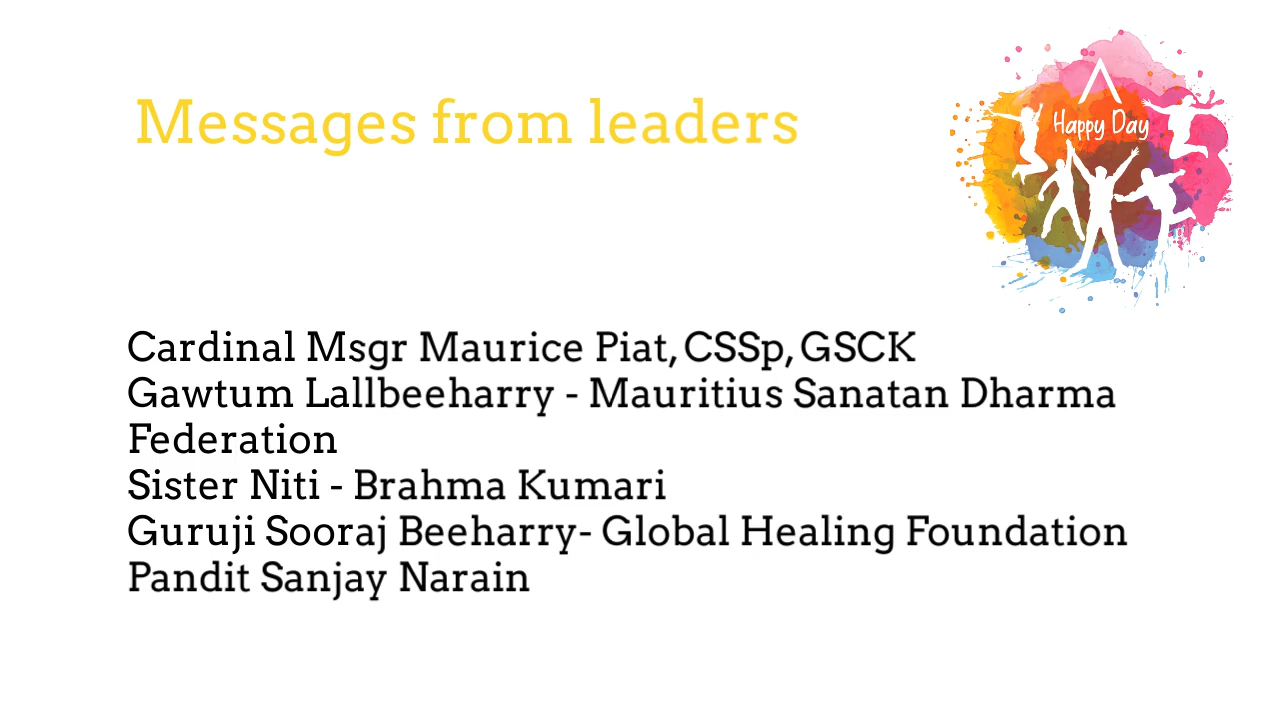 Messages from leaders
Happy Day
Cardinal Msgr Maurice Piat, CSSp, GSCK
Gawtum Lallbeeharry - Mauritius Sanatan Dharma
Federation
Sister Niti - Brahma Kumari
Guruji Sooraj Beeharry- Global Healing Foundation
Pandit Sanjay Narain